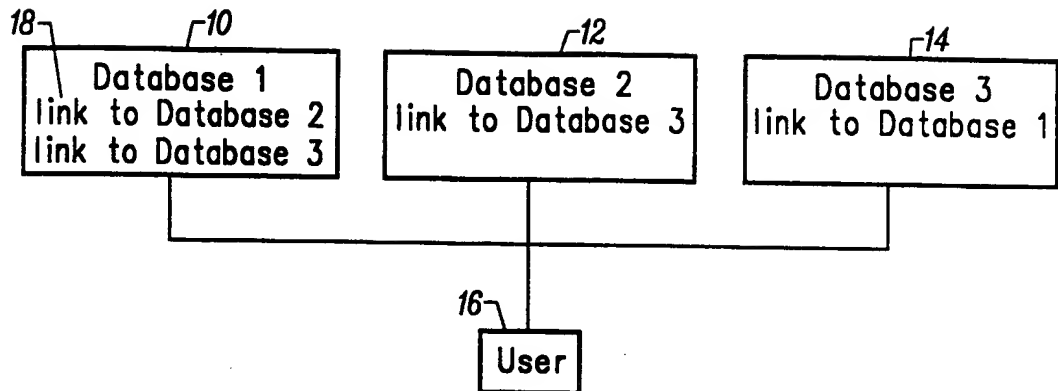 18
10
12
14
Database 1
link to Database 2
link to Database 3
Database 2
link to Database 3
Database 3
link to Database 1
16
User